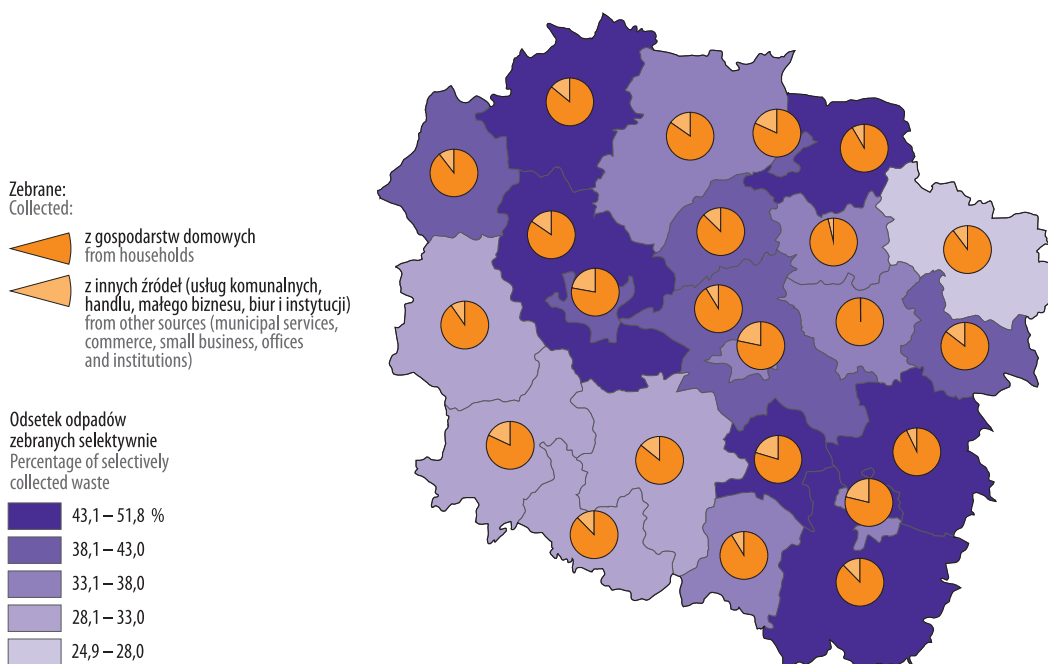 Zebrane:
Collected:
z gospodarstw domowych
from households
z innych źródeł (usług komunalnych,
handlu, małego biznesu, biur i instytucji)
from other sources (municipal services,
commerce, small business, offices
and institutions)
Odsetek odpadów
zebranych selektywnie
Percentage of selectively
collected waste
43,1 – 51,8 %
38,1 – 43,0
33,1 – 38,0
28,1 – 33,0
24,9 – 28,0